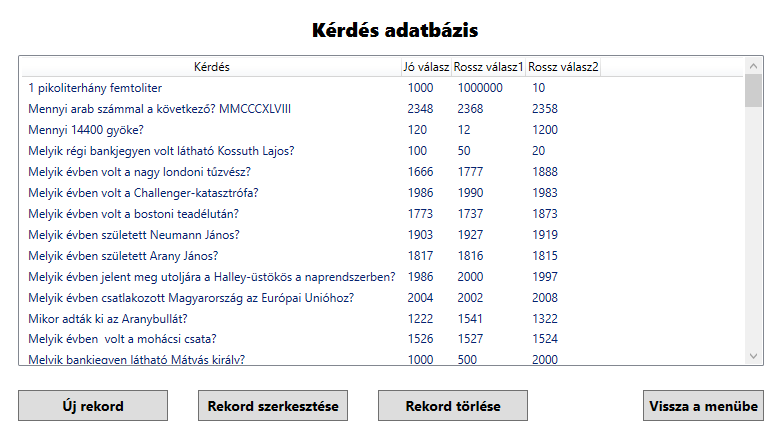 Kérdés adatbázis
Kérdés Jó válasz Rossz válasz1 Rossz válasz2
1 pikoliterhány femtoliter 1000 1000000 10
Mennyi arab számmal a következő? MMCCCXLVIII 2348 2368 2358
Mennyi 14400 gyöke? 120 12 1200
Melyik régi bankjegyen volt látható Kossuth Lajos? 100 50 20
Melyik évben volt a nagy londoni tűzvész? 1666 1777 1888
Melyik évben volt a Challenger-katasztrófa? 1986 1990 1983
Melyik évben volt a bostoni teadélután? 1773 1737 1873
Melyik évben született Neumann János? 1903 1927 1919
Melyik évben született Arany János? 1817 1816 1815
Melyik évben jelent meg utoljára a Halley-üstökös a naprendszerben? 1986 2000 1997
Melyik évben csatlakozott Magyarország az Európai Unióhoz? 2004 2002 2008
Mikor adták ki az Aranybullát? 1222 1541 1322
Melyik évben  volt a mohácsi csata? 1526 1527 1524
Melyik bankjegyen látható Mátyás király? 1000 500 2000
Új rekord Rekord szerkesztése Rekord törlése Vissza a menübe